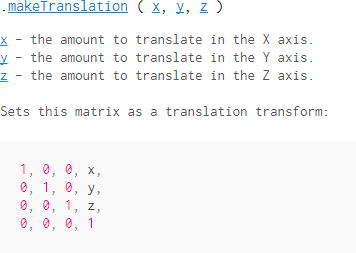 .makeTranslation ( x, y, z )
x - the amount to translate in the X axis.
y - the amount to translate in the Y axis.
z - the amount to translate in the Z axis.
Sets this matrix as a translation transform:
1, 0, 0, x,
0, 1, 0, y,
0, 0, 1, z,
0, 0, 0, 1